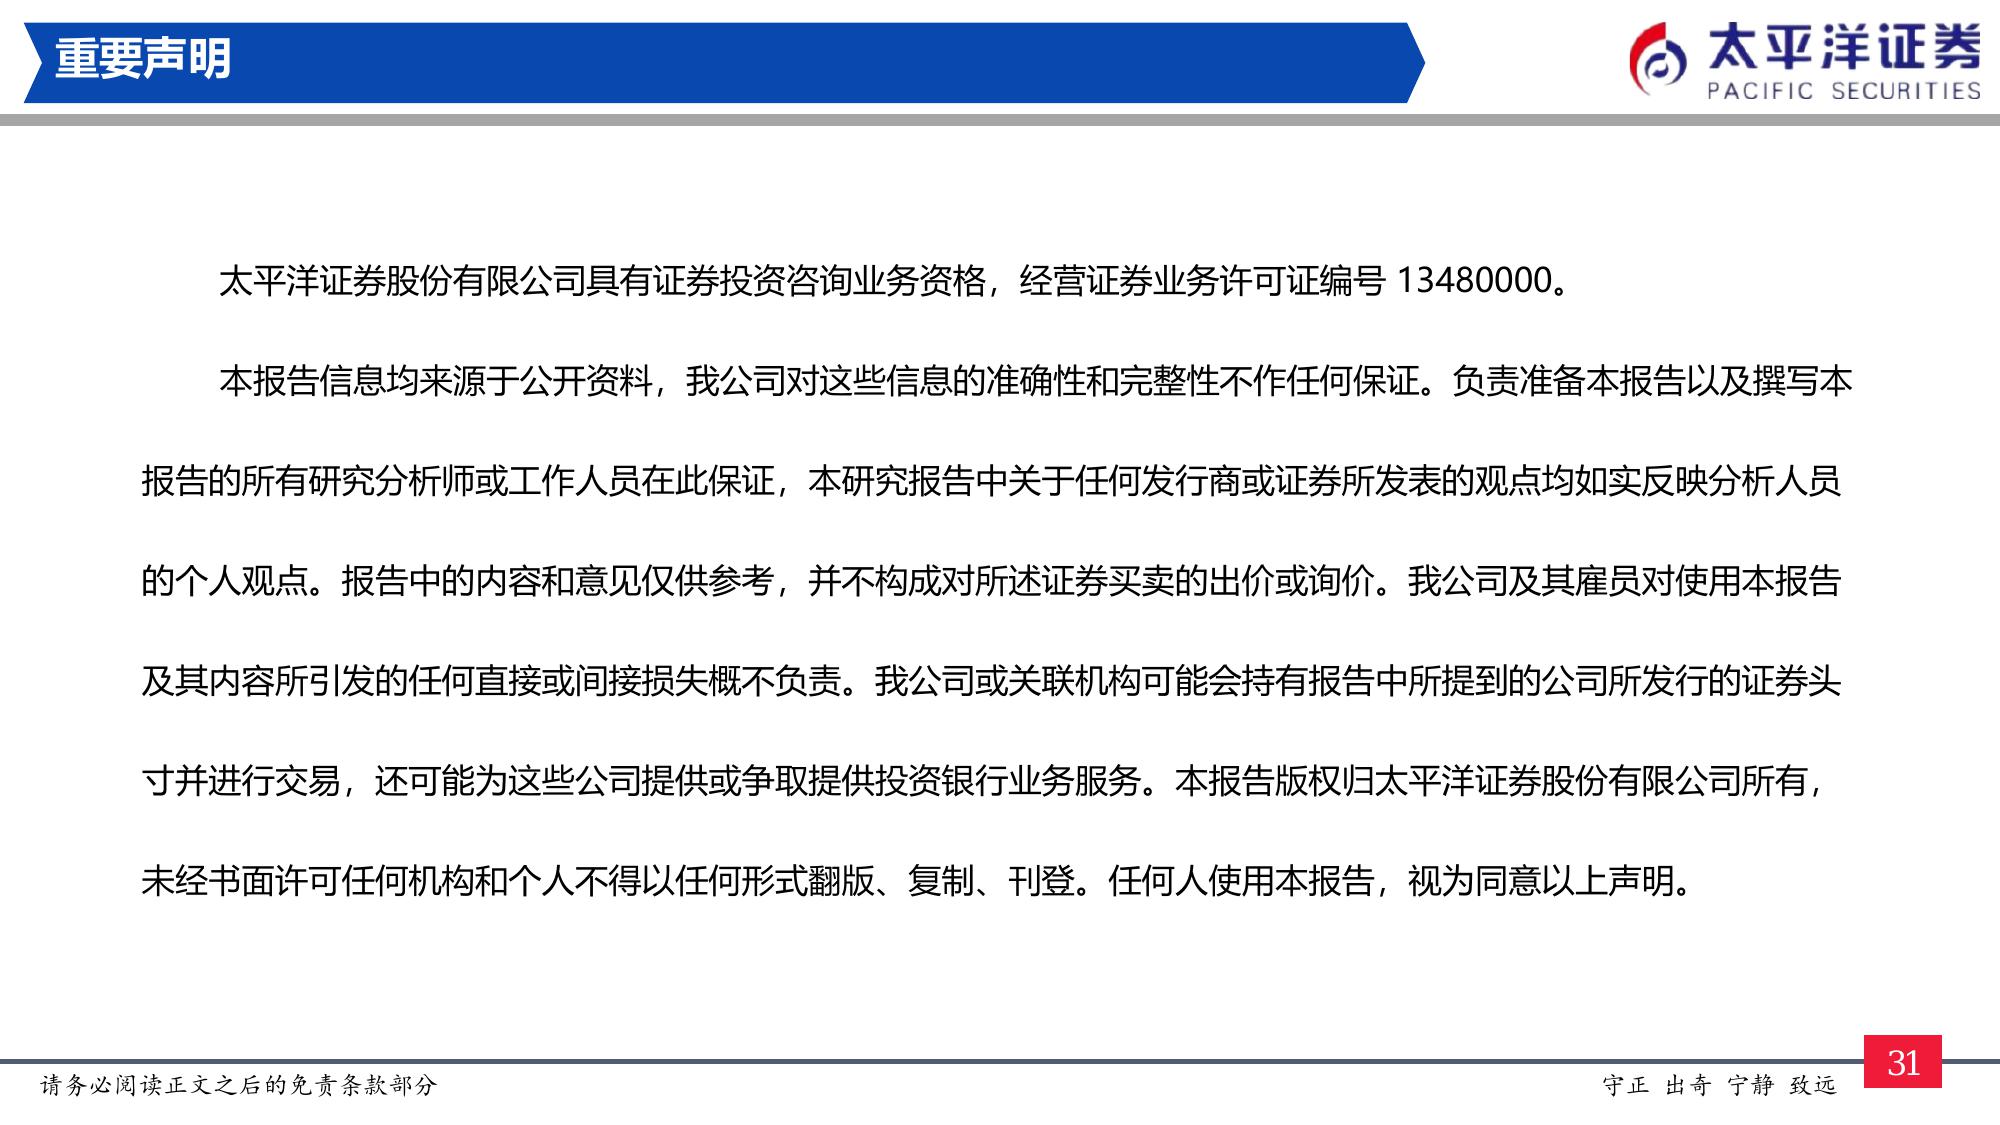 重要声明
太平洋证券
PACIFIC SECURITIES
太平洋证券股份有限公司具有证券投资咨询业务资格，经营证券业务许可证编号 13480000。
本报告信息均来源于公开资料，我公司对这些信息的准确性和完整性不作任何保证。负责准备本报告以及撰写本
报告的所有研究分析师或工作人员在此保证，本研究报告中关于任何发行商或证券所发表的观点均如实反映分析人员
的个人观点。报告中的内容和意见仅供参考，并不构成对所述证券买卖的出价或询价。我公司及其雇员对使用本报告
及其内容所引发的任何直接或间接损失概不负责。我公司或关联机构可能会持有报告中所提到的公司所发行的证券头
寸并进行交易，还可能为这些公司提供或争取提供投资银行业务服务。本报告版权归太平洋证券股份有限公司所有，
未经书面许可任何机构和个人不得以任何形式翻版、复制、刊登。任何人使用本报告，视为同意以上声明。
请务必阅读正文之后的免责条款部分
守正 出奇 宁静 致远
31